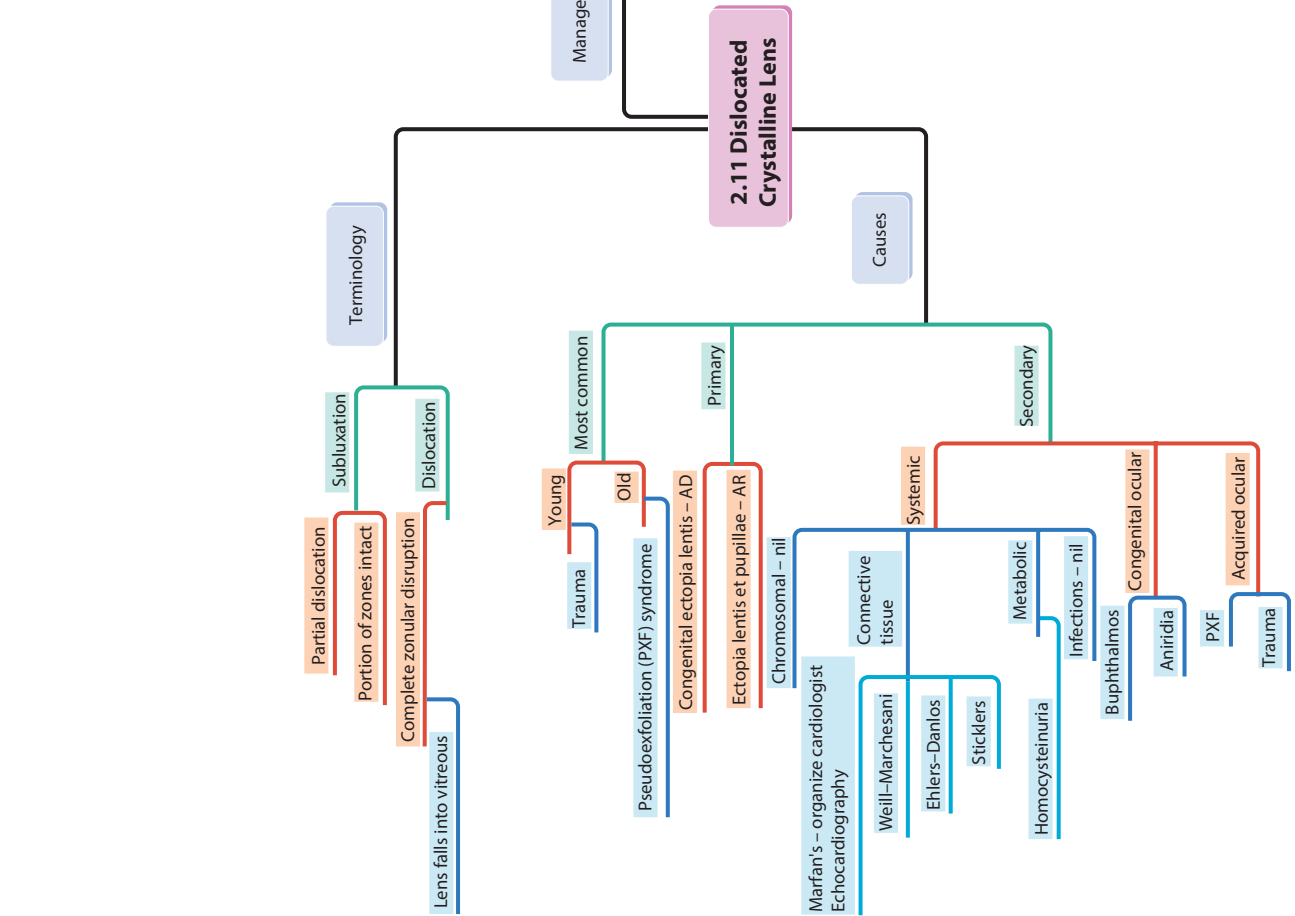 2.11 Dislocated
Crystalline Lens
Manage
Terminology
Subluxation
Partial dislocation
Portion of zones intact
Dislocation
Complete zonular disruption
Lens falls into vitreous
Causes
Most common
Young
Trauma
Old
Pseudoexfoliation (PXF) syndrome
Primary
Congenital ectopia lentis – AD
Ectopia lentis et pupillae – AR
Secondary
Systemic
Chromosomal – nil
Connective
tissue
Marfan's – organize cardiologist
Echocardiography
Weill–Marchesani
Ehlers–Danlos
Sticklers
Metabolic
Homocysteinuria
Infections – nil
Congenital ocular
Buphthalmos
Aniridia
Acquired ocular
PXF
Trauma